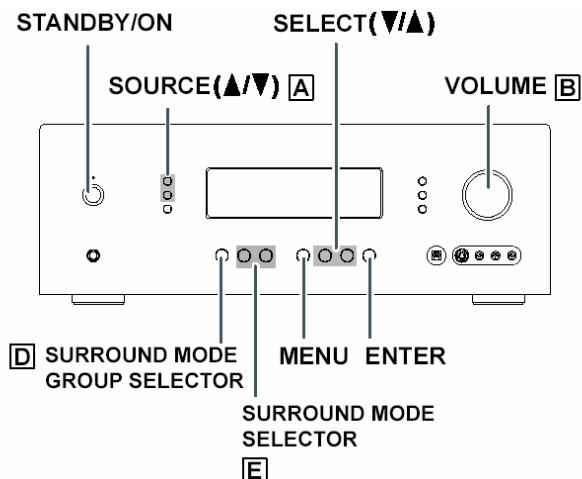 STANDBY/ON
SELECT(▼/▲)
SOURCE(▲/▼) A
VOLUME B
D SURROUND MODE
GROUP SELECTOR
MENU ENTER
SURROUND MODE
SELECTOR
E